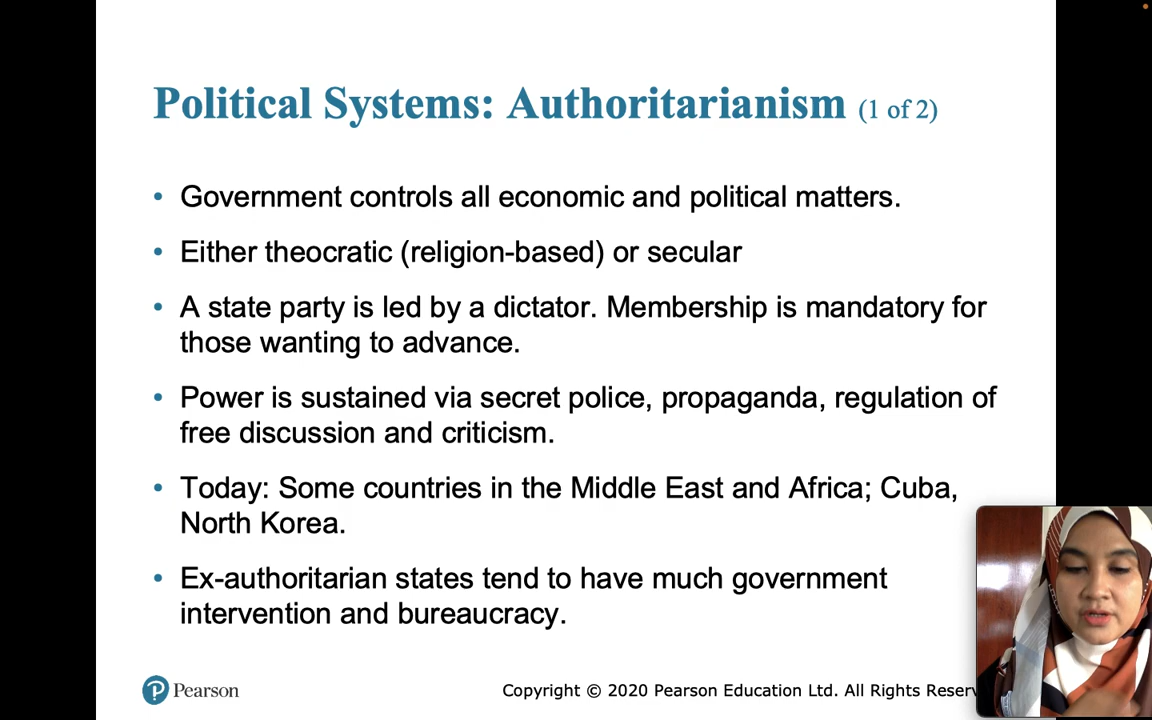 Political Systems: Authoritarianism (1 of 2)
• Government controls all economic and political matters.
• Either theocratic (religion-based) or secular
• A state party is led by a dictator. Membership is mandatory for
those wanting to advance.
• Power is sustained via secret police, propaganda, regulation of
free discussion and criticism.
• Today: Some countries in the Middle East and Africa; Cuba,
North Korea.
• Ex-authoritarian states tend to have much government
intervention and bureaucracy.
P Pearson
Copyright © 2020 Pearson Education Ltd. All Rights Reserv